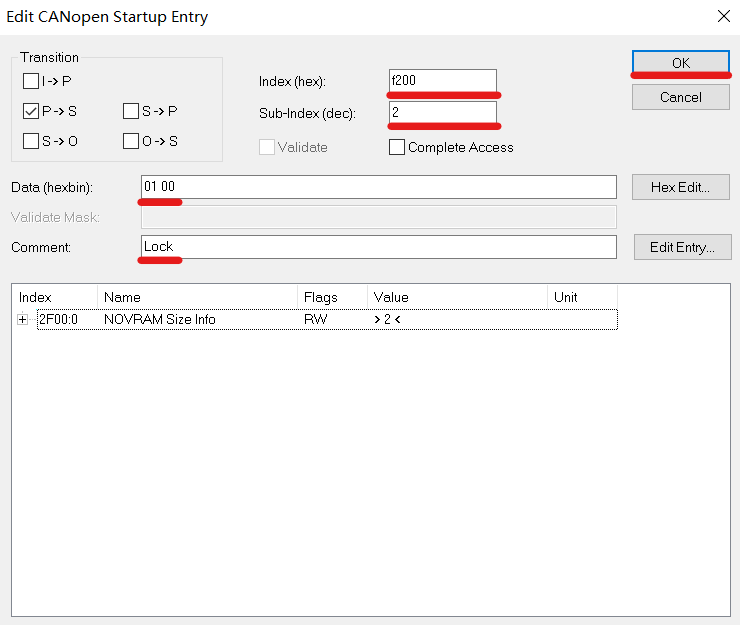 Edit CANopen Startup Entry
Transition
I -> P
P -> S
S -> P
S -> O
O -> S
Index (hex):
f200
Sub-Index (dec):
2
Validate
Complete Access
OK
Cancel
Data (hexbin):
01 00
Hex Edit...
Validate Mask:
Comment:
Lock
Edit Entry...
Index Name Flags Value Unit
2F00:0 NOVRAM Size Info RW > 2 <